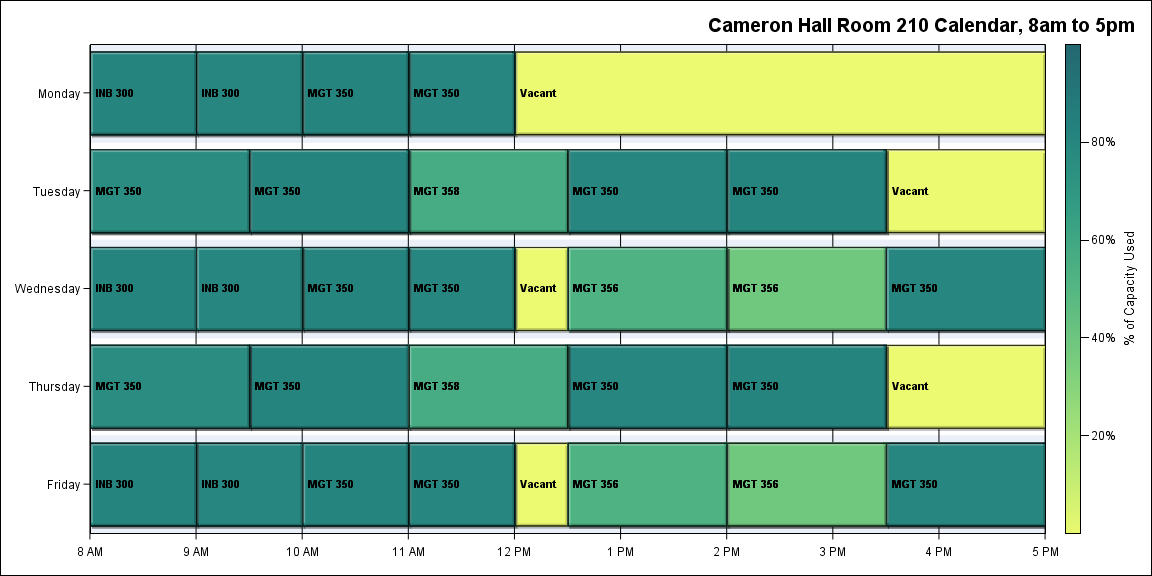 Cameron Hall Room 210 Calendar, 8am to 5pm
Monday
INB 300
INB 300
MGT 350
MGT 350
Vacant
Tuesday
MGT 350
MGT 350
MGT 358
MGT 350
MGT 350
Vacant
Wednesday
INB 300
INB 300
MGT 350
MGT 350
Vacant
MGT 356
MGT 356
MGT 350
Thursday
MGT 350
MGT 350
MGT 358
MGT 350
MGT 350
Vacant
Friday
INB 300
INB 300
MGT 350
MGT 350
Vacant
MGT 356
MGT 356
MGT 350
8 AM
9 AM
10 AM
11 AM
12 PM
1 PM
2 PM
3 PM
4 PM
5 PM
80%
60%
40%
20%
% of Capacity Used